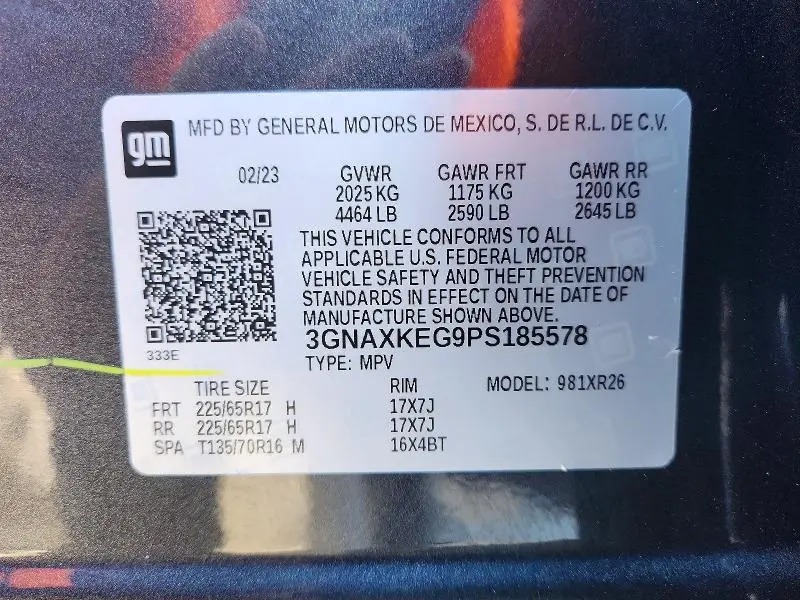 gm
MFD BY GENERAL MOTORS DE MEXICO, S. DE R.L. DE C.V.
02/23 GVWR GAWR FRT GAWR RR
2025 KG 1175 KG 1200 KG
4464 LB 2590 LB 2645 LB
THIS VEHICLE CONFORMS TO ALL
APPLICABLE U.S. FEDERAL MOTOR
VEHICLE SAFETY AND THEFT PREVENTION
STANDARDS IN EFFECT ON THE DATE OF
MANUFACTURE SHOWN ABOVE.
3GNAXKEG9PS185578
333E
TYPE: MPV
TIRE SIZE RIM MODEL: 981XR26
FRT 225/65R17 H 17X7J
RR 225/65R17 H 17X7J
SPA T135/70R16 M 16X4BT